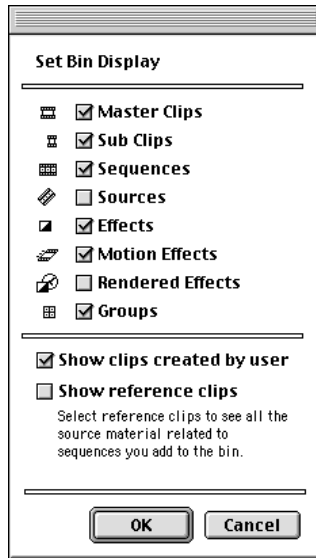 Set Bin Display
Master Clips
Sub Clips
Sequences
Sources
Effects
Motion Effects
Rendered Effects
Groups
Show clips created by user
Show reference clips
Select reference clips to see all the
source material related to
sequences you add to the bin.
OK
Cancel